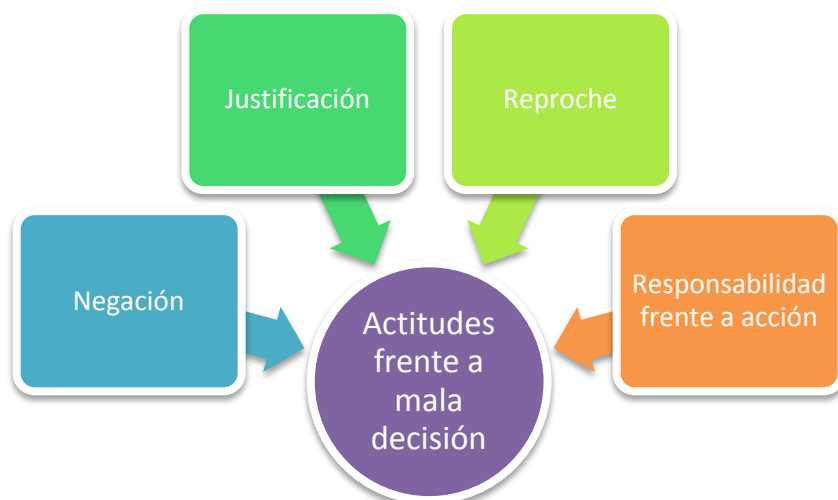 Justificación
Reproche
Negación
Responsabilidad
frente a acción
Actitudes
frente a
mala
decisión